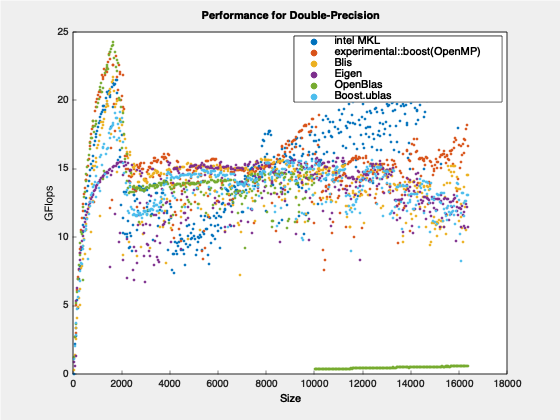 Performance for Double-Precision
intel MKL
experimental::boost(OpenMP)
Blis
Eigen
OpenBlas
Boost.ublas
25
20
15
10
5
0
GFlops
0 2000 4000 6000 8000 10000 12000 14000 16000 18000
Size